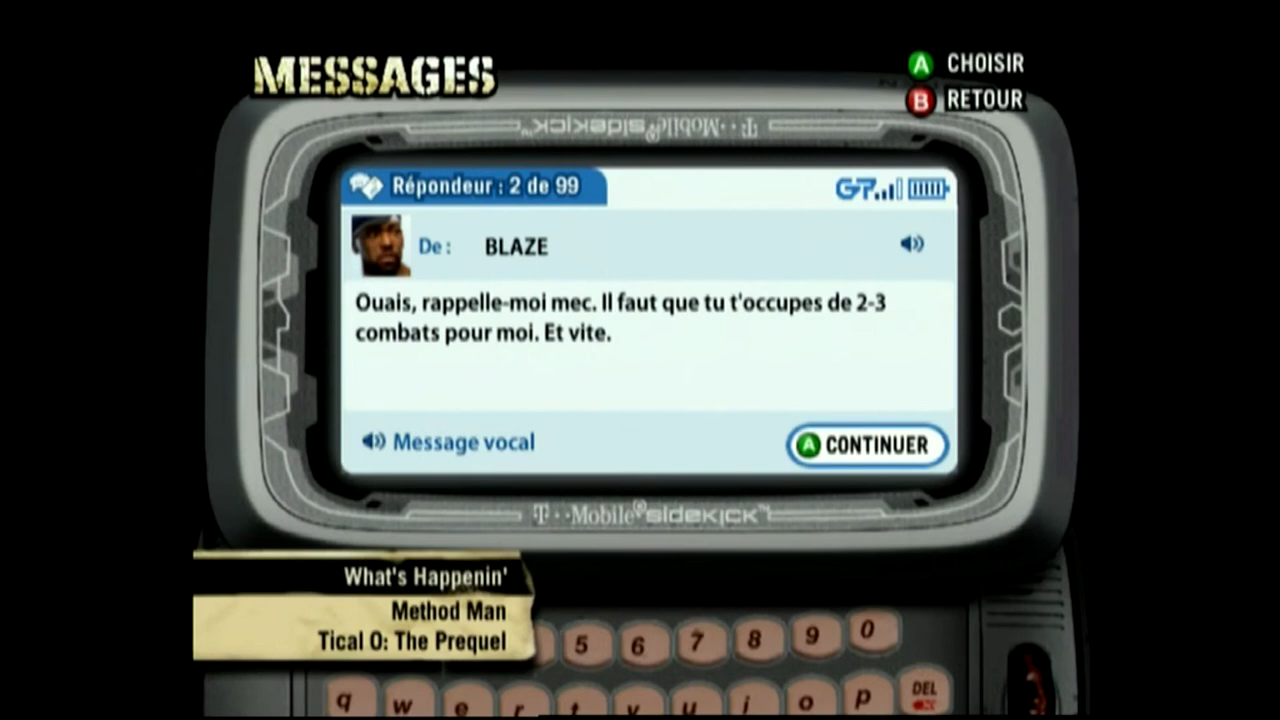 MESSAGES
A CHOISIR
B RETOUR
T··Mobile® sidekick™
Répondeur : 2 de 99
G7
De : BLAZE
Ouais, rappelle-moi mec. Il faut que tu t'occupes de 2-3
combats pour moi. Et vite.
Message vocal
A CONTINUER
T··Mobile® sidekick™
What's Happenin'
Method Man
Tical 0: The Prequel
5 6 7 8 9 0
q w e r t y u i o p DEL